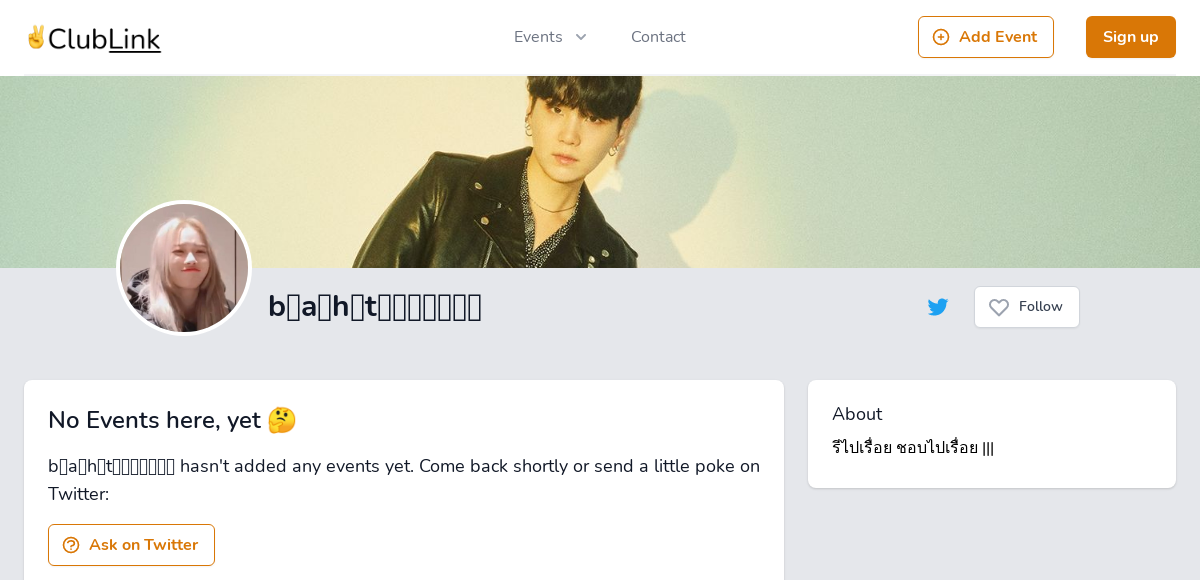 ClubLink
Events
Contact
Add Event
Sign up
Follow
No Events here, yet 🤔
hasn't added any events yet. Come back shortly or send a little poke on
Twitter:
Ask on Twitter
About
รีไปเรื่อย ชอบไปเรื่อย |||